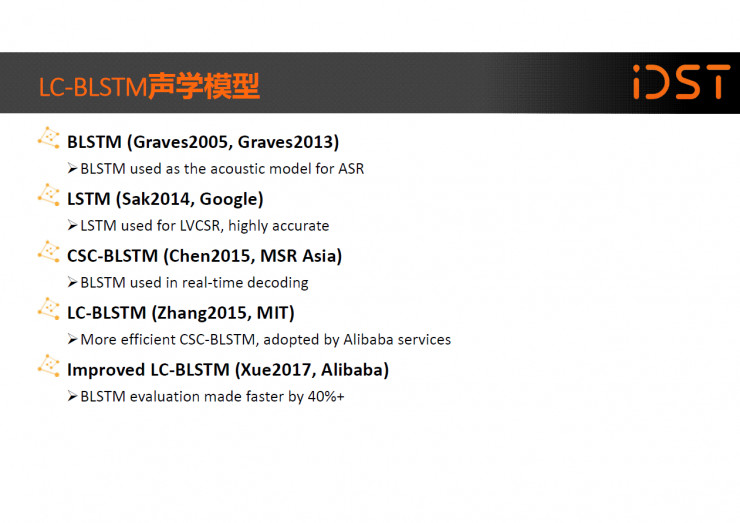 LC-BLSTM声学模型
iDST
BLSTM (Graves2005, Graves2013)
➢BLSTM used as the acoustic model for ASR
LSTM (Sak2014, Google)
➢LSTM used for LVCSR, highly accurate
CSC-BLSTM (Chen2015, MSR Asia)
➢BLSTM used in real-time decoding
LC-BLSTM (Zhang2015, MIT)
➢More efficient CSC-BLSTM, adopted by Alibaba services
Improved LC-BLSTM (Xue2017, Alibaba)
➢BLSTM evaluation made faster by 40%+